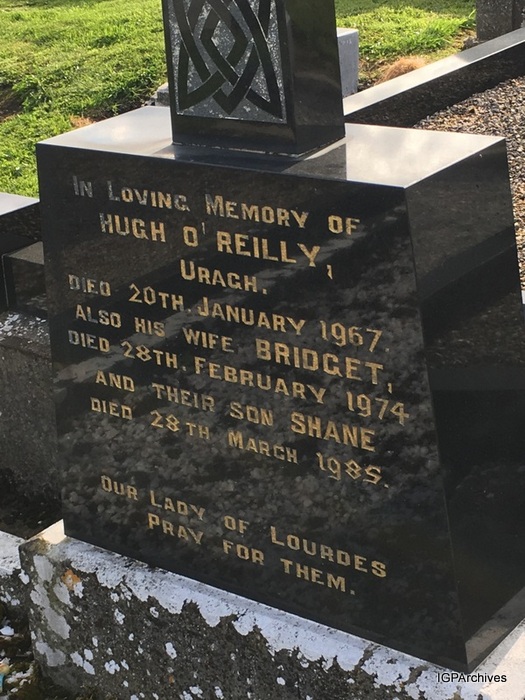 In Loving Memory of
HUGH O'REILLY,
URAGH.
DIED 20TH. JANUARY 1967.
ALSO HIS WIFE BRIDGET,
DIED 28TH. FEBRUARY 1974
AND THEIR SON SHANE
DIED 28TH MARCH 1985.
OUR LADY OF LOURDES
PRAY FOR THEM.
IGPArchives